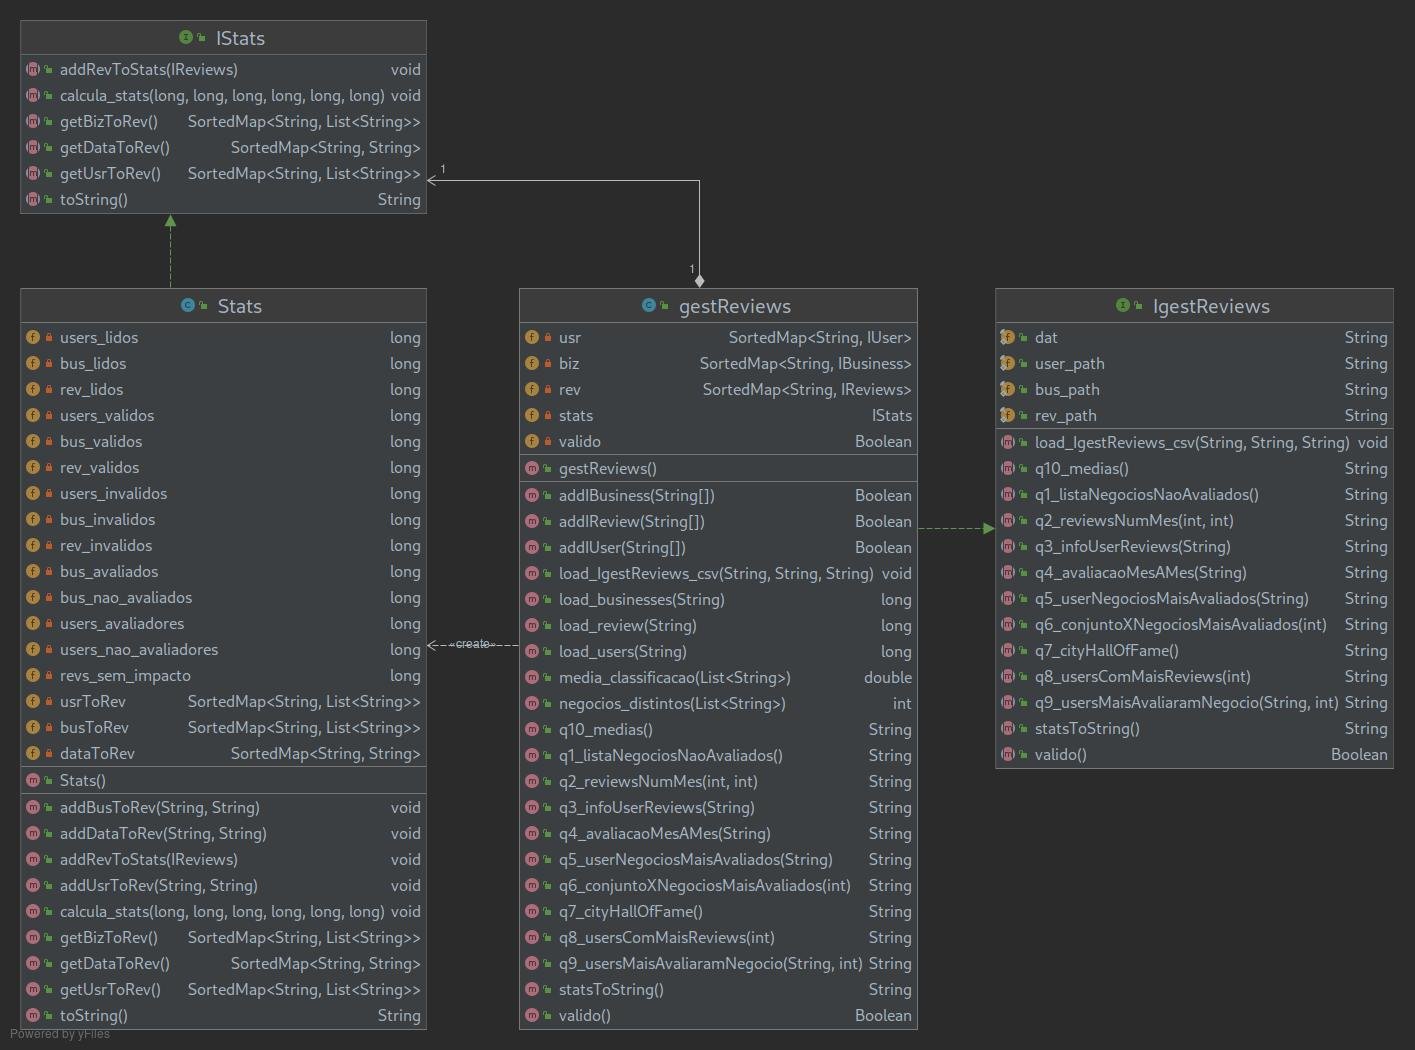 IStats
addRevToStats(IReviews) void
calcula_stats(long, long, long, long, long, long) void
getBizToRev() SortedMap<String, List<String>>
getDataToRev() SortedMap<String, String>
getUsrToRev() SortedMap<String, List<String>>
toString() String
1
1
Stats
users_lidos long
bus_lidos long
rev_lidos long
users_validos long
bus_validos long
rev_validos long
users_invalidos long
bus_invalidos long
rev_invalidos long
bus_avaliados long
bus_nao_avaliados long
users_avaliadores long
users_nao_avaliadores long
revs_sem_impacto long
usrToRev SortedMap<String, List<String>>
busToRev SortedMap<String, List<String>>
dataToRev SortedMap<String, String>
Stats()
addBusToRev(String, String) void
addDataToRev(String, String) void
addRevToStats(IReviews) void
addUsrToRev(String, String) void
calcula_stats(long, long, long, long, long, long) void
getBizToRev() SortedMap<String, List<String>>
getDataToRev() SortedMap<String, String>
getUsrToRev() SortedMap<String, List<String>>
toString() String
«create»
gestReviews
usr SortedMap<String, IUser>
biz SortedMap<String, IBusiness>
rev SortedMap<String, IReviews>
stats IStats
valido Boolean
gestReviews()
addIBusiness(String[]) Boolean
addIReview(String[]) Boolean
addIUser(String[]) Boolean
load_IgestReviews_csv(String, String, String) void
load_businesses(String) long
load_review(String) long
load_users(String) long
media_classificacao(List<String>) double
negocios_distintos(List<String>) int
q10_medias() String
q1_listaNegociosNaoAvaliados() String
q2_reviewsNumMes(int, int) String
q3_infoUserReviews(String) String
q4_avaliacaoMesAMes(String) String
q5_userNegociosMaisAvaliados(String) String
q6_conjuntoXNegociosMaisAvaliados(int) String
q7_cityHallOfFame() String
q8_usersComMaisReviews(int) String
q9_usersMaisAvaliaramNegocio(String, int) String
statsToString() String
valido() Boolean
IgestReviews
dat String
user_path String
bus_path String
rev_path String
load_IgestReviews_csv(String, String, String) void
q10_medias() String
q1_listaNegociosNaoAvaliados() String
q2_reviewsNumMes(int, int) String
q3_infoUserReviews(String) String
q4_avaliacaoMesAMes(String) String
q5_userNegociosMaisAvaliados(String) String
q6_conjuntoXNegociosMaisAvaliados(int) String
q7_cityHallOfFame() String
q8_usersComMaisReviews(int) String
q9_usersMaisAvaliaramNegocio(String, int) String
statsToString() String
valido() Boolean
Powered by yFiles